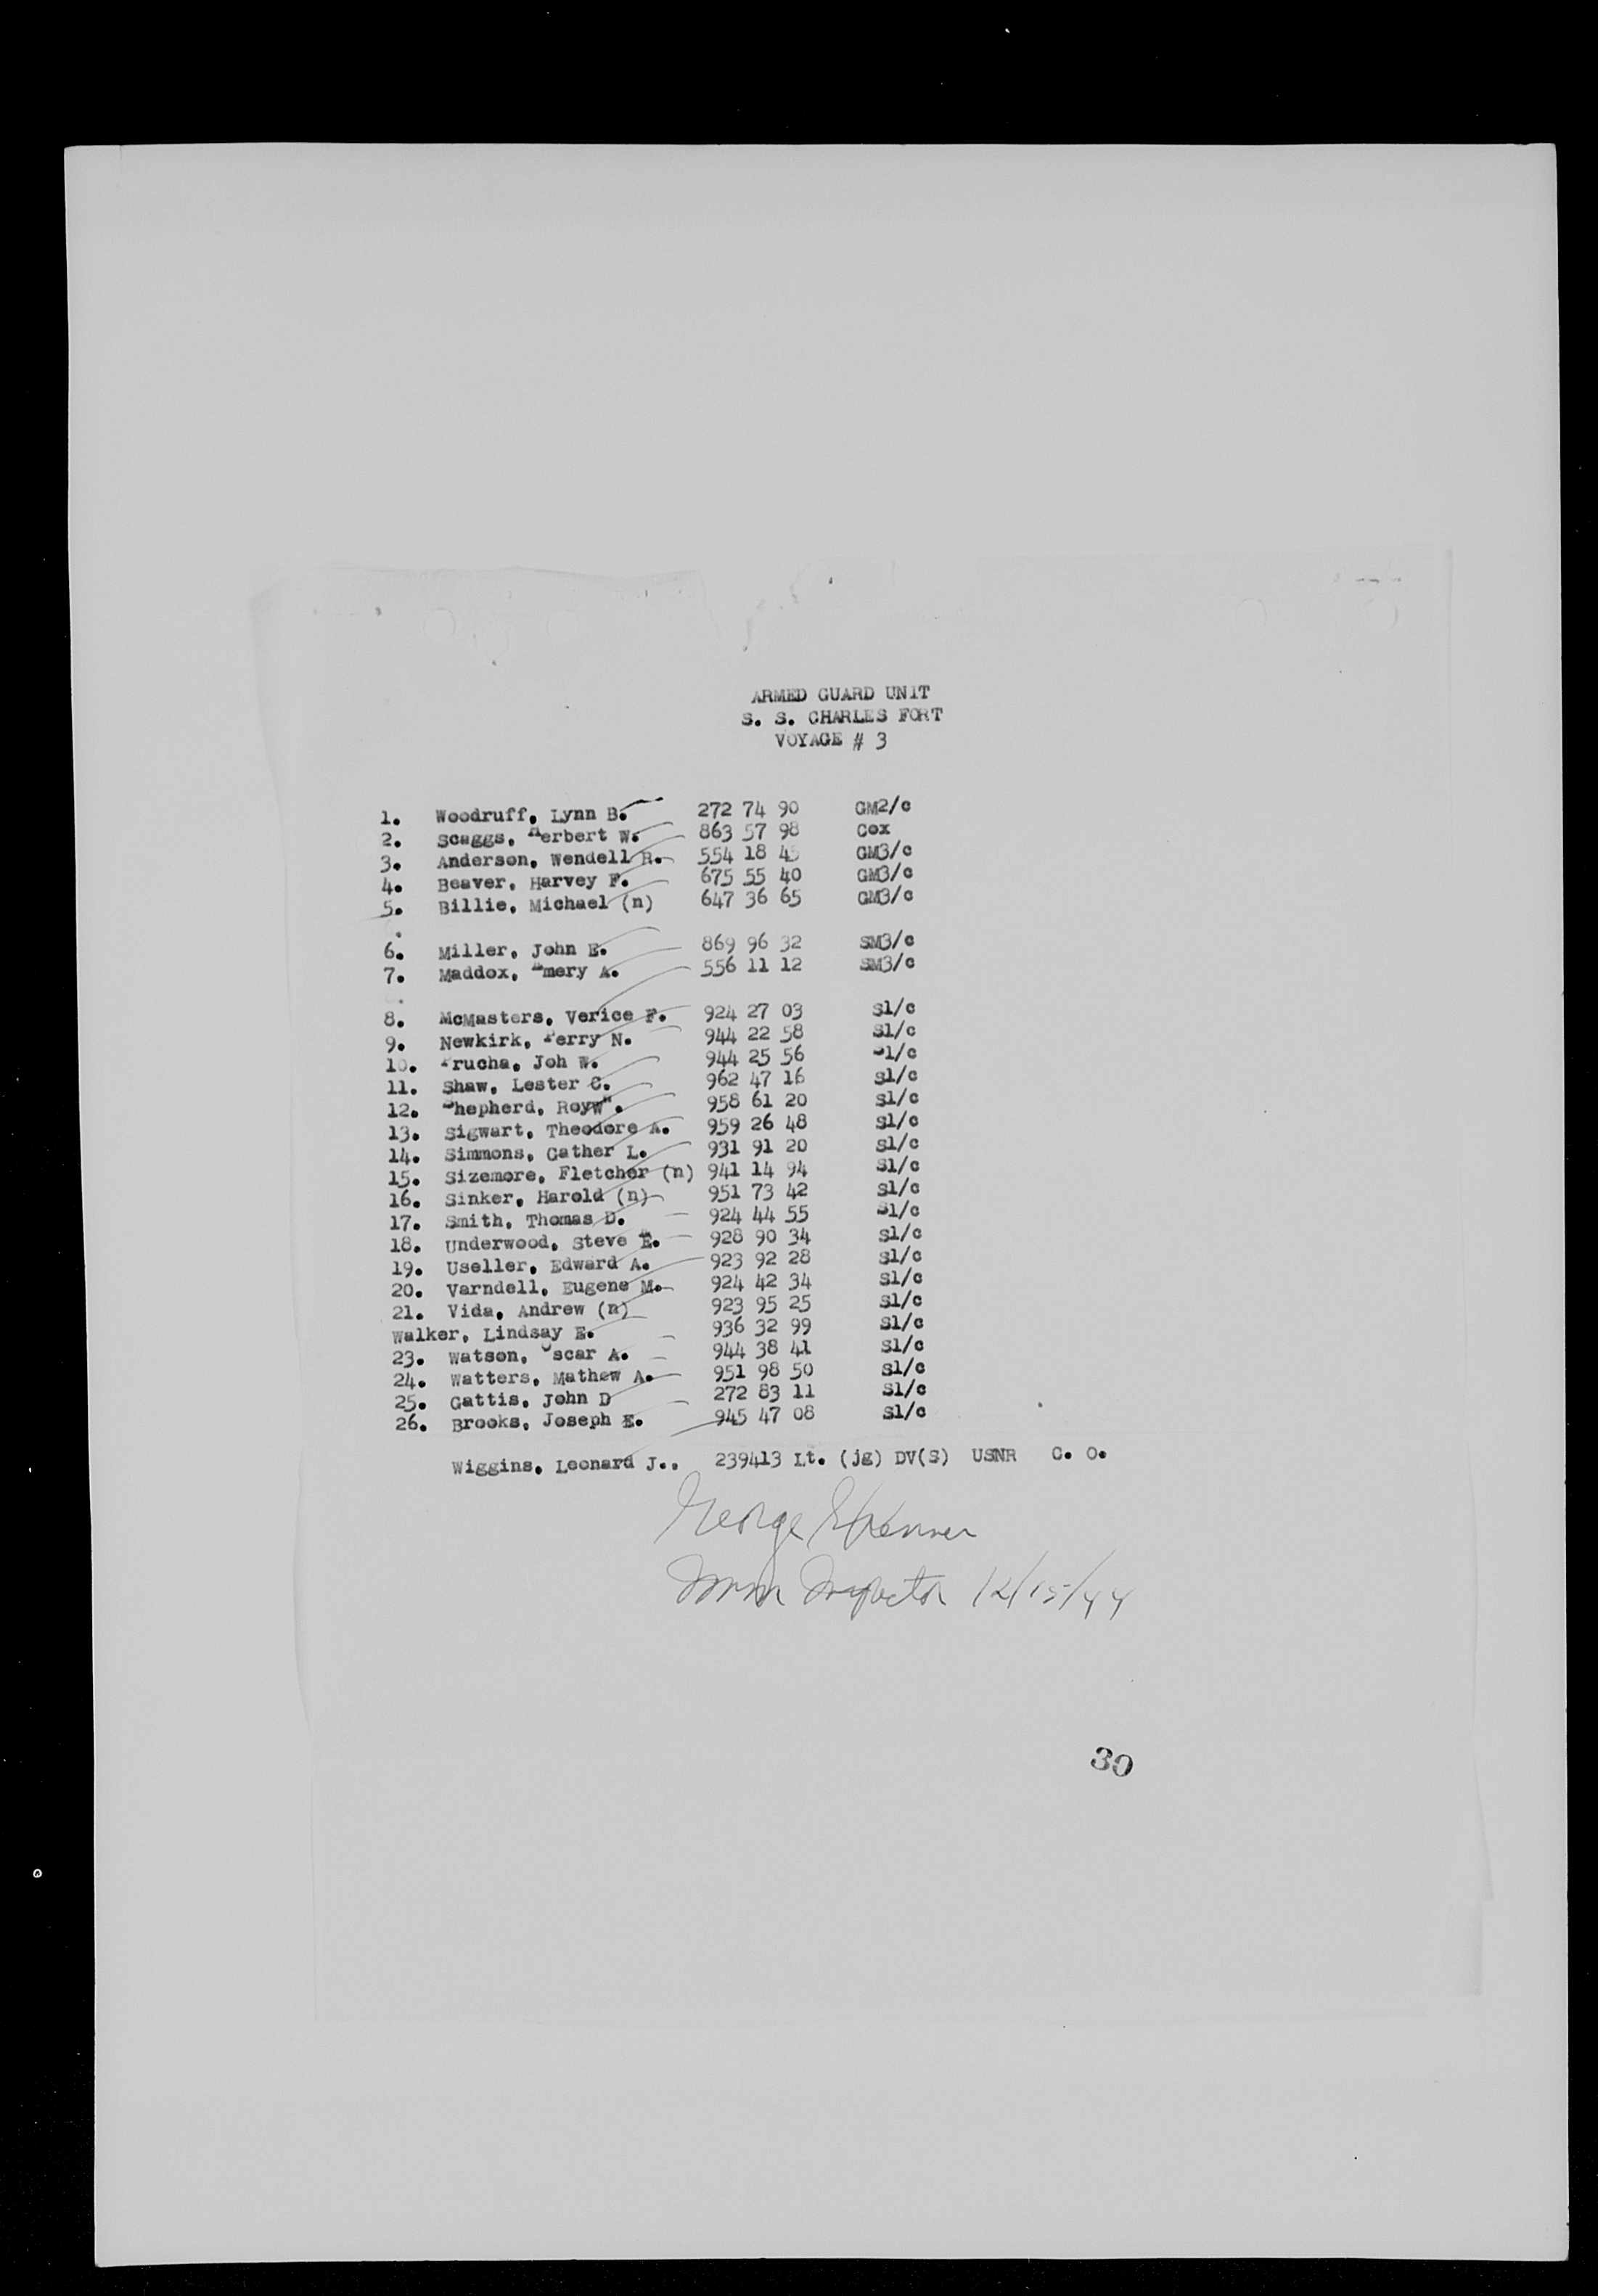 ARMED GUARD UNIT
S. S. CHARLES FORT
VOYAGE # 3
1. Woodruff, Lynn B. 272 74 90 GM2/c
2. Scaggs, Herbert W. 863 57 98 Cox
3. Anderson, Wendell R. 554 18 45 GM3/c
4. Beaver, Harvey F. 675 55 40 GM3/c
5. Billie, Michael (n) 647 36 65 GM3/c
6. Miller, John E. 869 96 32 SM3/c
7. Maddox, Emery A. 556 11 12 SM3/c
8. McMasters, Verice F. 924 27 03 S1/c
9. Newkirk, Perry N. 944 22 58 S1/c
10. Prucha, Joh W. 944 25 56 S1/c
11. Shaw, Lester C. 962 47 16 S1/c
12. Shepherd, Roy W. 958 61 20 S1/c
13. Sigwart, Theodore A. 959 26 48 S1/c
14. Simmons, Cather L. 931 91 20 S1/c
15. Sizemore, Fletcher (n) 941 14 94 S1/c
16. Sinker, Harold (n) 951 73 42 S1/c
17. Smith, Thomas D. 924 44 55 S1/c
18. Underwood, Steve E. 928 90 34 S1/c
19. Useller, Edward A. 923 92 28 S1/c
20. Varndell, Eugene M. 924 42 34 S1/c
21. Vida, Andrew (n) 923 95 25 S1/c
Walker, Lindsay E. 936 32 99 S1/c
23. Watson, Oscar A. 944 38 41 S1/c
24. Watters, Mathew A. 951 98 50 S1/c
25. Gattis, John D 272 83 11 S1/c
26. Brooks, Joseph E. 945 47 08 S1/c
Wiggins, Leonard J., 239413 Lt. (jg) DV(S) USNR C. O.
George
Imm Inspector 12/15/44
30